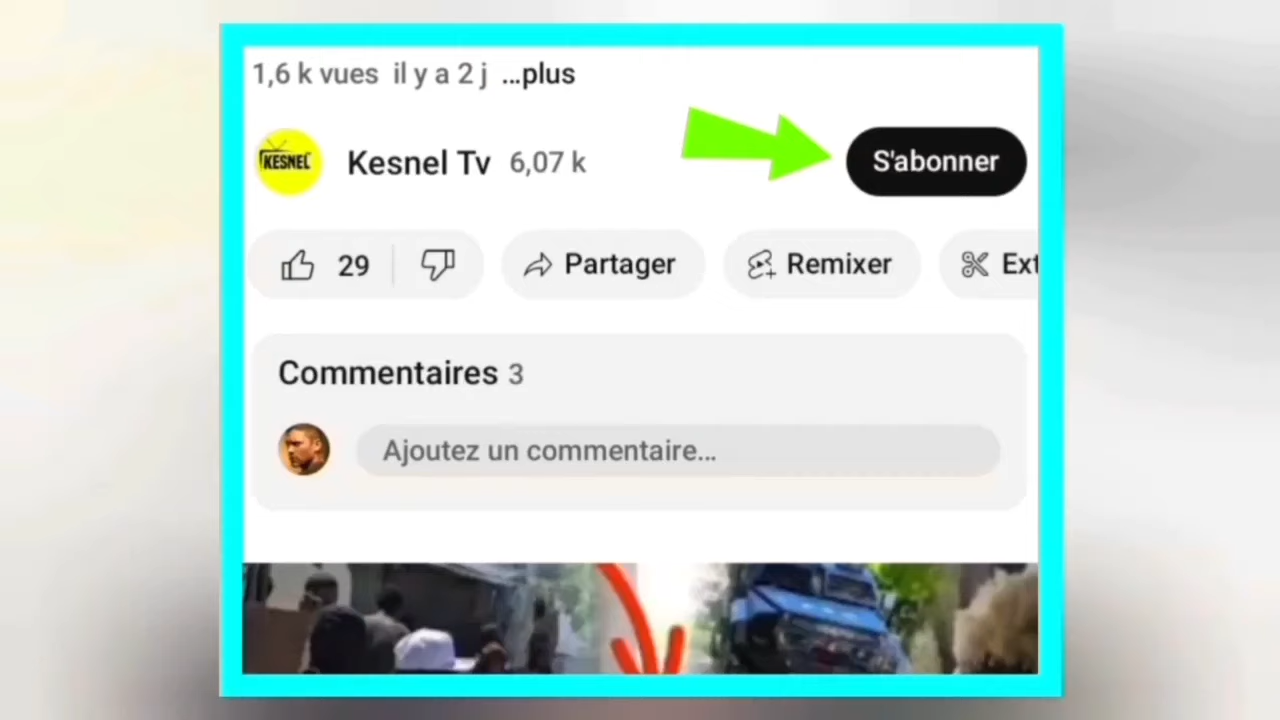 1,6 k vues il y a 2 j ...plus
KESNEL
Kesnel Tv 6,07 k
S'abonner
29
Partager
Remixer
Ext
Commentaires 3
Ajoutez un commentaire...